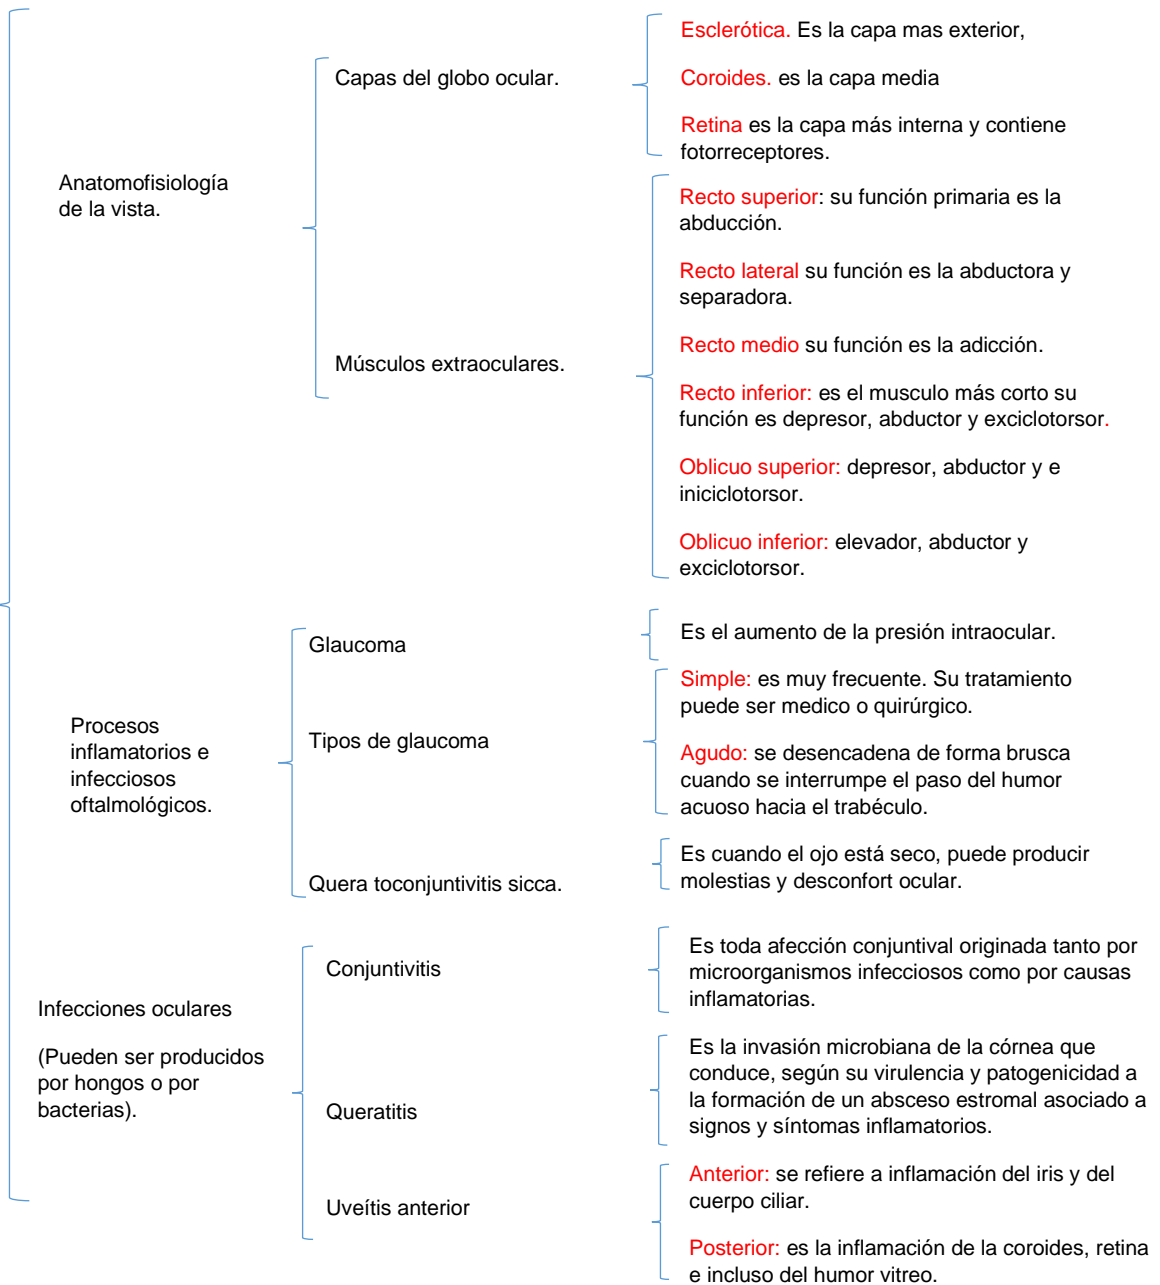 Anatomofisiología
de la vista.
Capas del globo ocular.
Esclerótica. Es la capa mas exterior,
Coroides. es la capa media
Retina es la capa más interna y contiene
fotorreceptores.
Músculos extraoculares.
Recto superior: su función primaria es la
abducción.
Recto lateral su función es la abductora y
separadora.
Recto medio su función es la adicción.
Recto inferior: es el musculo más corto su
función es depresor, abductor y exciclotorsor.
Oblicuo superior: depresor, abductor y e
iniciclotorsor.
Oblicuo inferior: elevador, abductor y
exciclotorsor.
Procesos
inflamatorios e
infecciosos
oftalmológicos.
Glaucoma
Es el aumento de la presión intraocular.
Tipos de glaucoma
Simple: es muy frecuente. Su tratamiento
puede ser medico o quirúrgico.
Agudo: se desencadena de forma brusca
cuando se interrumpe el paso del humor
acuoso hacia el trabéculo.
Quera toconjuntivitis sicca.
Es cuando el ojo está seco, puede producir
molestias y desconfort ocular.
Infecciones oculares
(Pueden ser producidos
por hongos o por
bacterias).
Conjuntivitis
Es toda afección conjuntival originada tanto por
microorganismos infecciosos como por causas
inflamatorias.
Queratitis
Es la invasión microbiana de la córnea que
conduce, según su virulencia y patogenicidad a
la formación de un absceso estromal asociado a
signos y síntomas inflamatorios.
Uveítis anterior
Anterior: se refiere a inflamación del iris y del
cuerpo ciliar.
Posterior: es la inflamación de la coroides, retina
e incluso del humor vitreo.